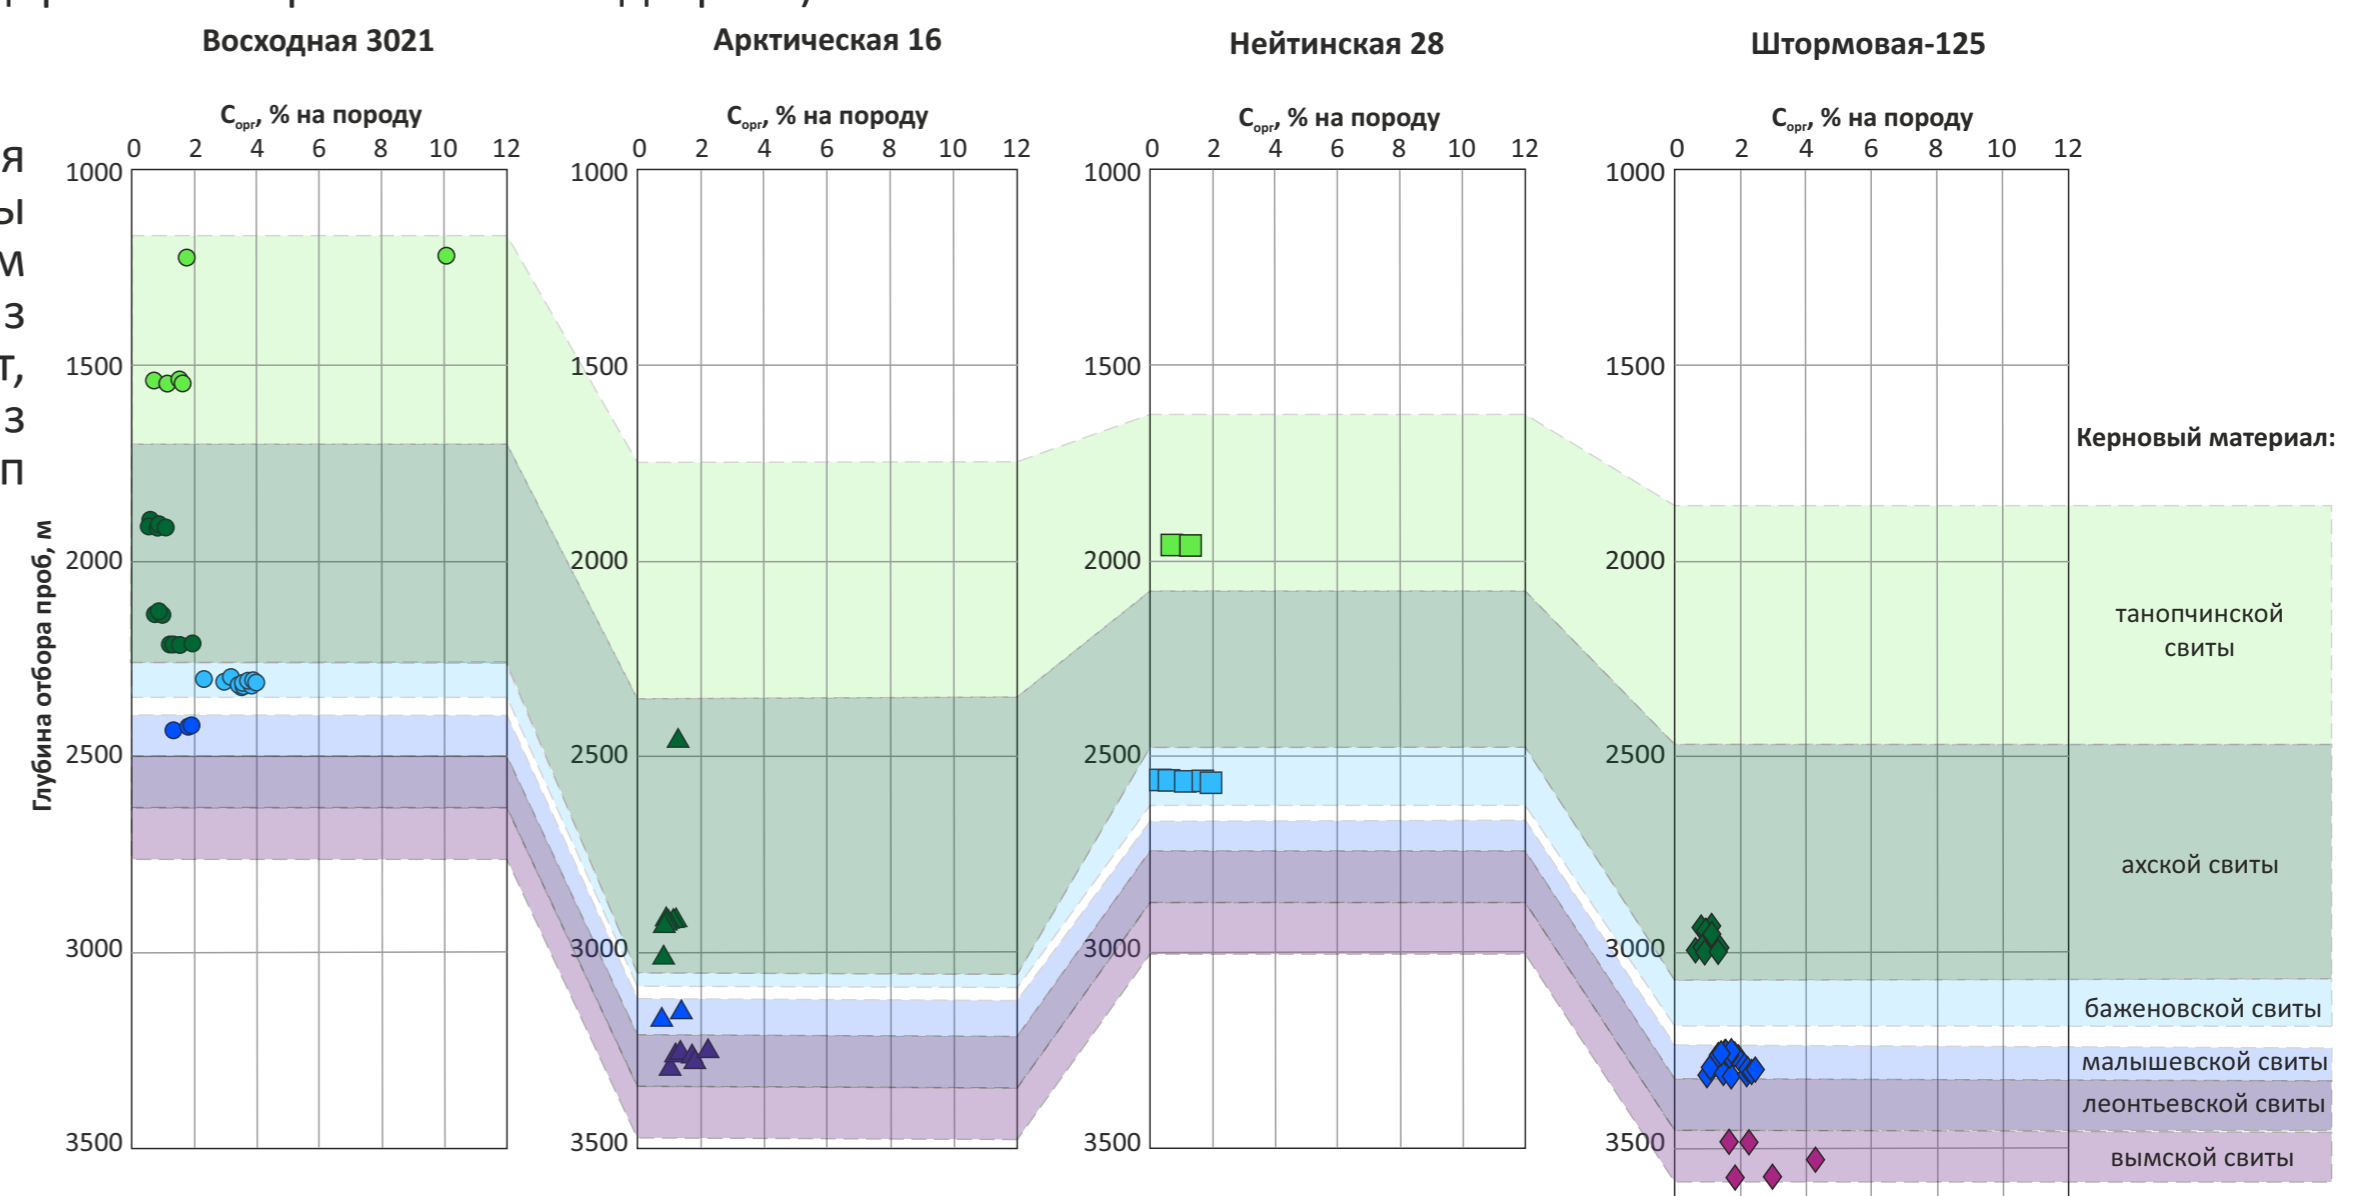 Восходная 3021
Арктическая 16
Нейтинская 28
Штормовая-125
Cорг, % на породу
Cорг, % на породу
Cорг, % на породу
Cорг, % на породу
0 2 4 6 8 10 12
0 2 4 6 8 10 12
0 2 4 6 8 10 12
0 2 4 6 8 10 12
я
ы
м
з
т,
з
п
Глубина отбора проб, м
1000
1500
2000
2500
3000
3500
1000
1500
2000
2500
3000
3500
1000
1500
2000
2500
3000
3500
1000
1500
2000
2500
3000
3500
Керновый материал:
танопчинской
свиты
ахской свиты
баженовской свиты
малышевской свиты
леонтьевской свиты
вымской свиты